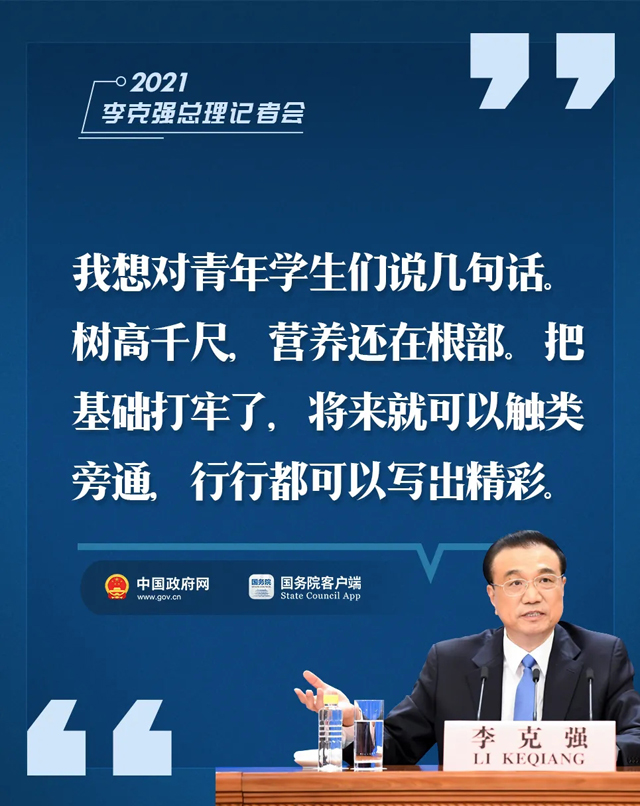 2021
李克强总理记者会
我想对青年学生们说几句话。
树高千尺，营养还在根部。把
基础打牢了，将来就可以触类
旁通，行行都可以写出精彩。
中国政府网
www.gov.cn
国务院
国务院客户端
State Council App
李克强
LI KEQIANG